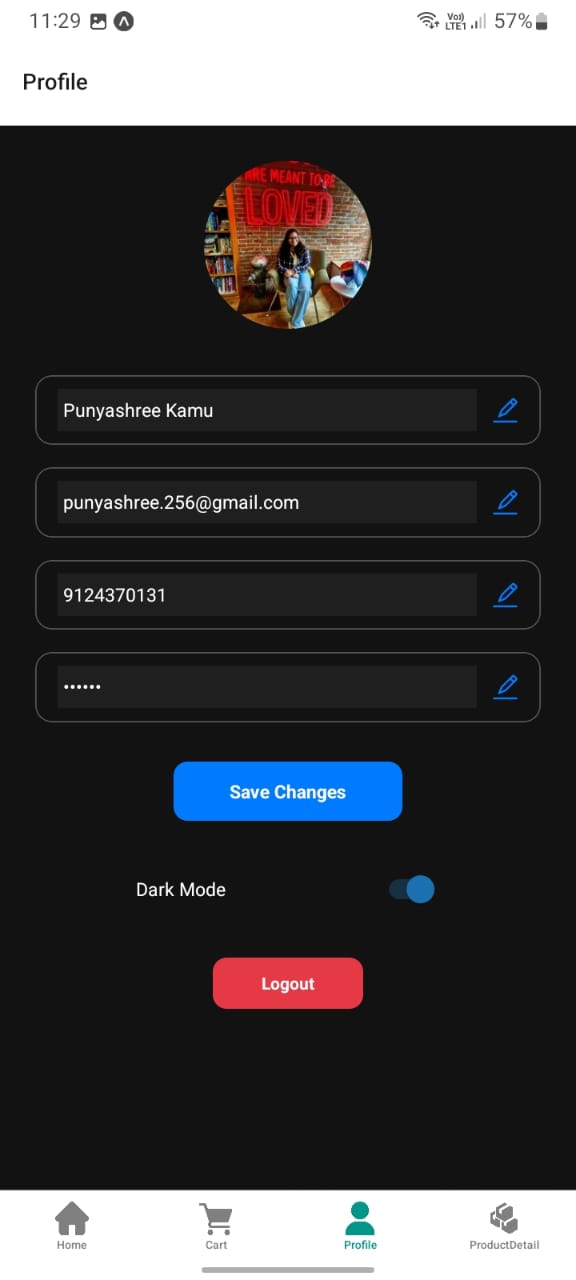 11:29
Vo))
LTE1
57%
Profile
ARE MEANT TO BE
LOVED
Punyashree Kamu
punyashree.256@gmail.com
9124370131
••••••
Save Changes
Dark Mode
Logout
Home
Cart
Profile
ProductDetail